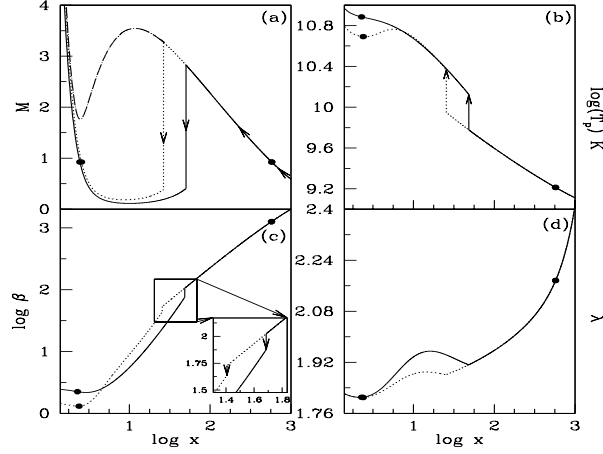 4
3
2
1
0
M
(a)
10.8
10.4
10
9.6
9.2
log(T_p) K
(b)
3
2
1
0
log β
(c)
2
1.75
1.5
1.4 1.6 1.8
0 1 2 3
log x
2.4
2.24
2.08
1.92
1.76
λ
(d)
1 2 3
log x